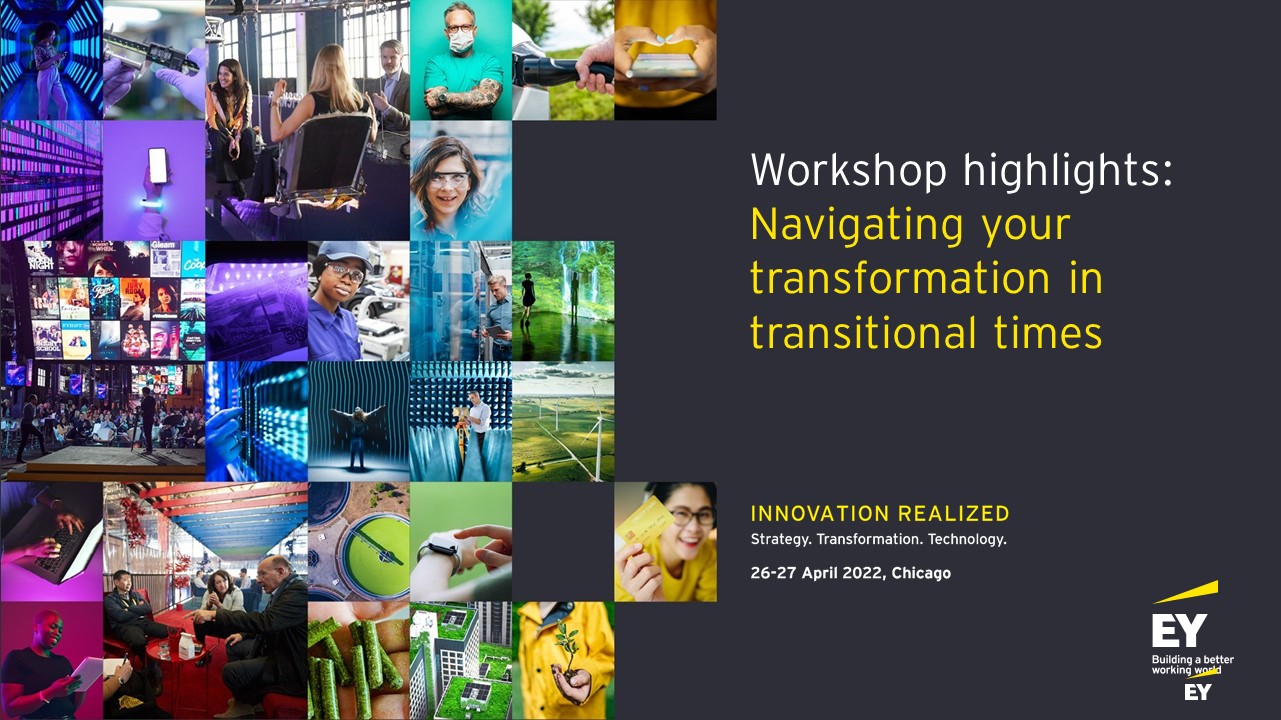 Workshop highlights:
Navigating your
transformation in
transitional times
INNOVATION REALIZED
Strategy. Transformation. Technology.
26-27 April 2022, Chicago
EY
Building a better
working world
EY